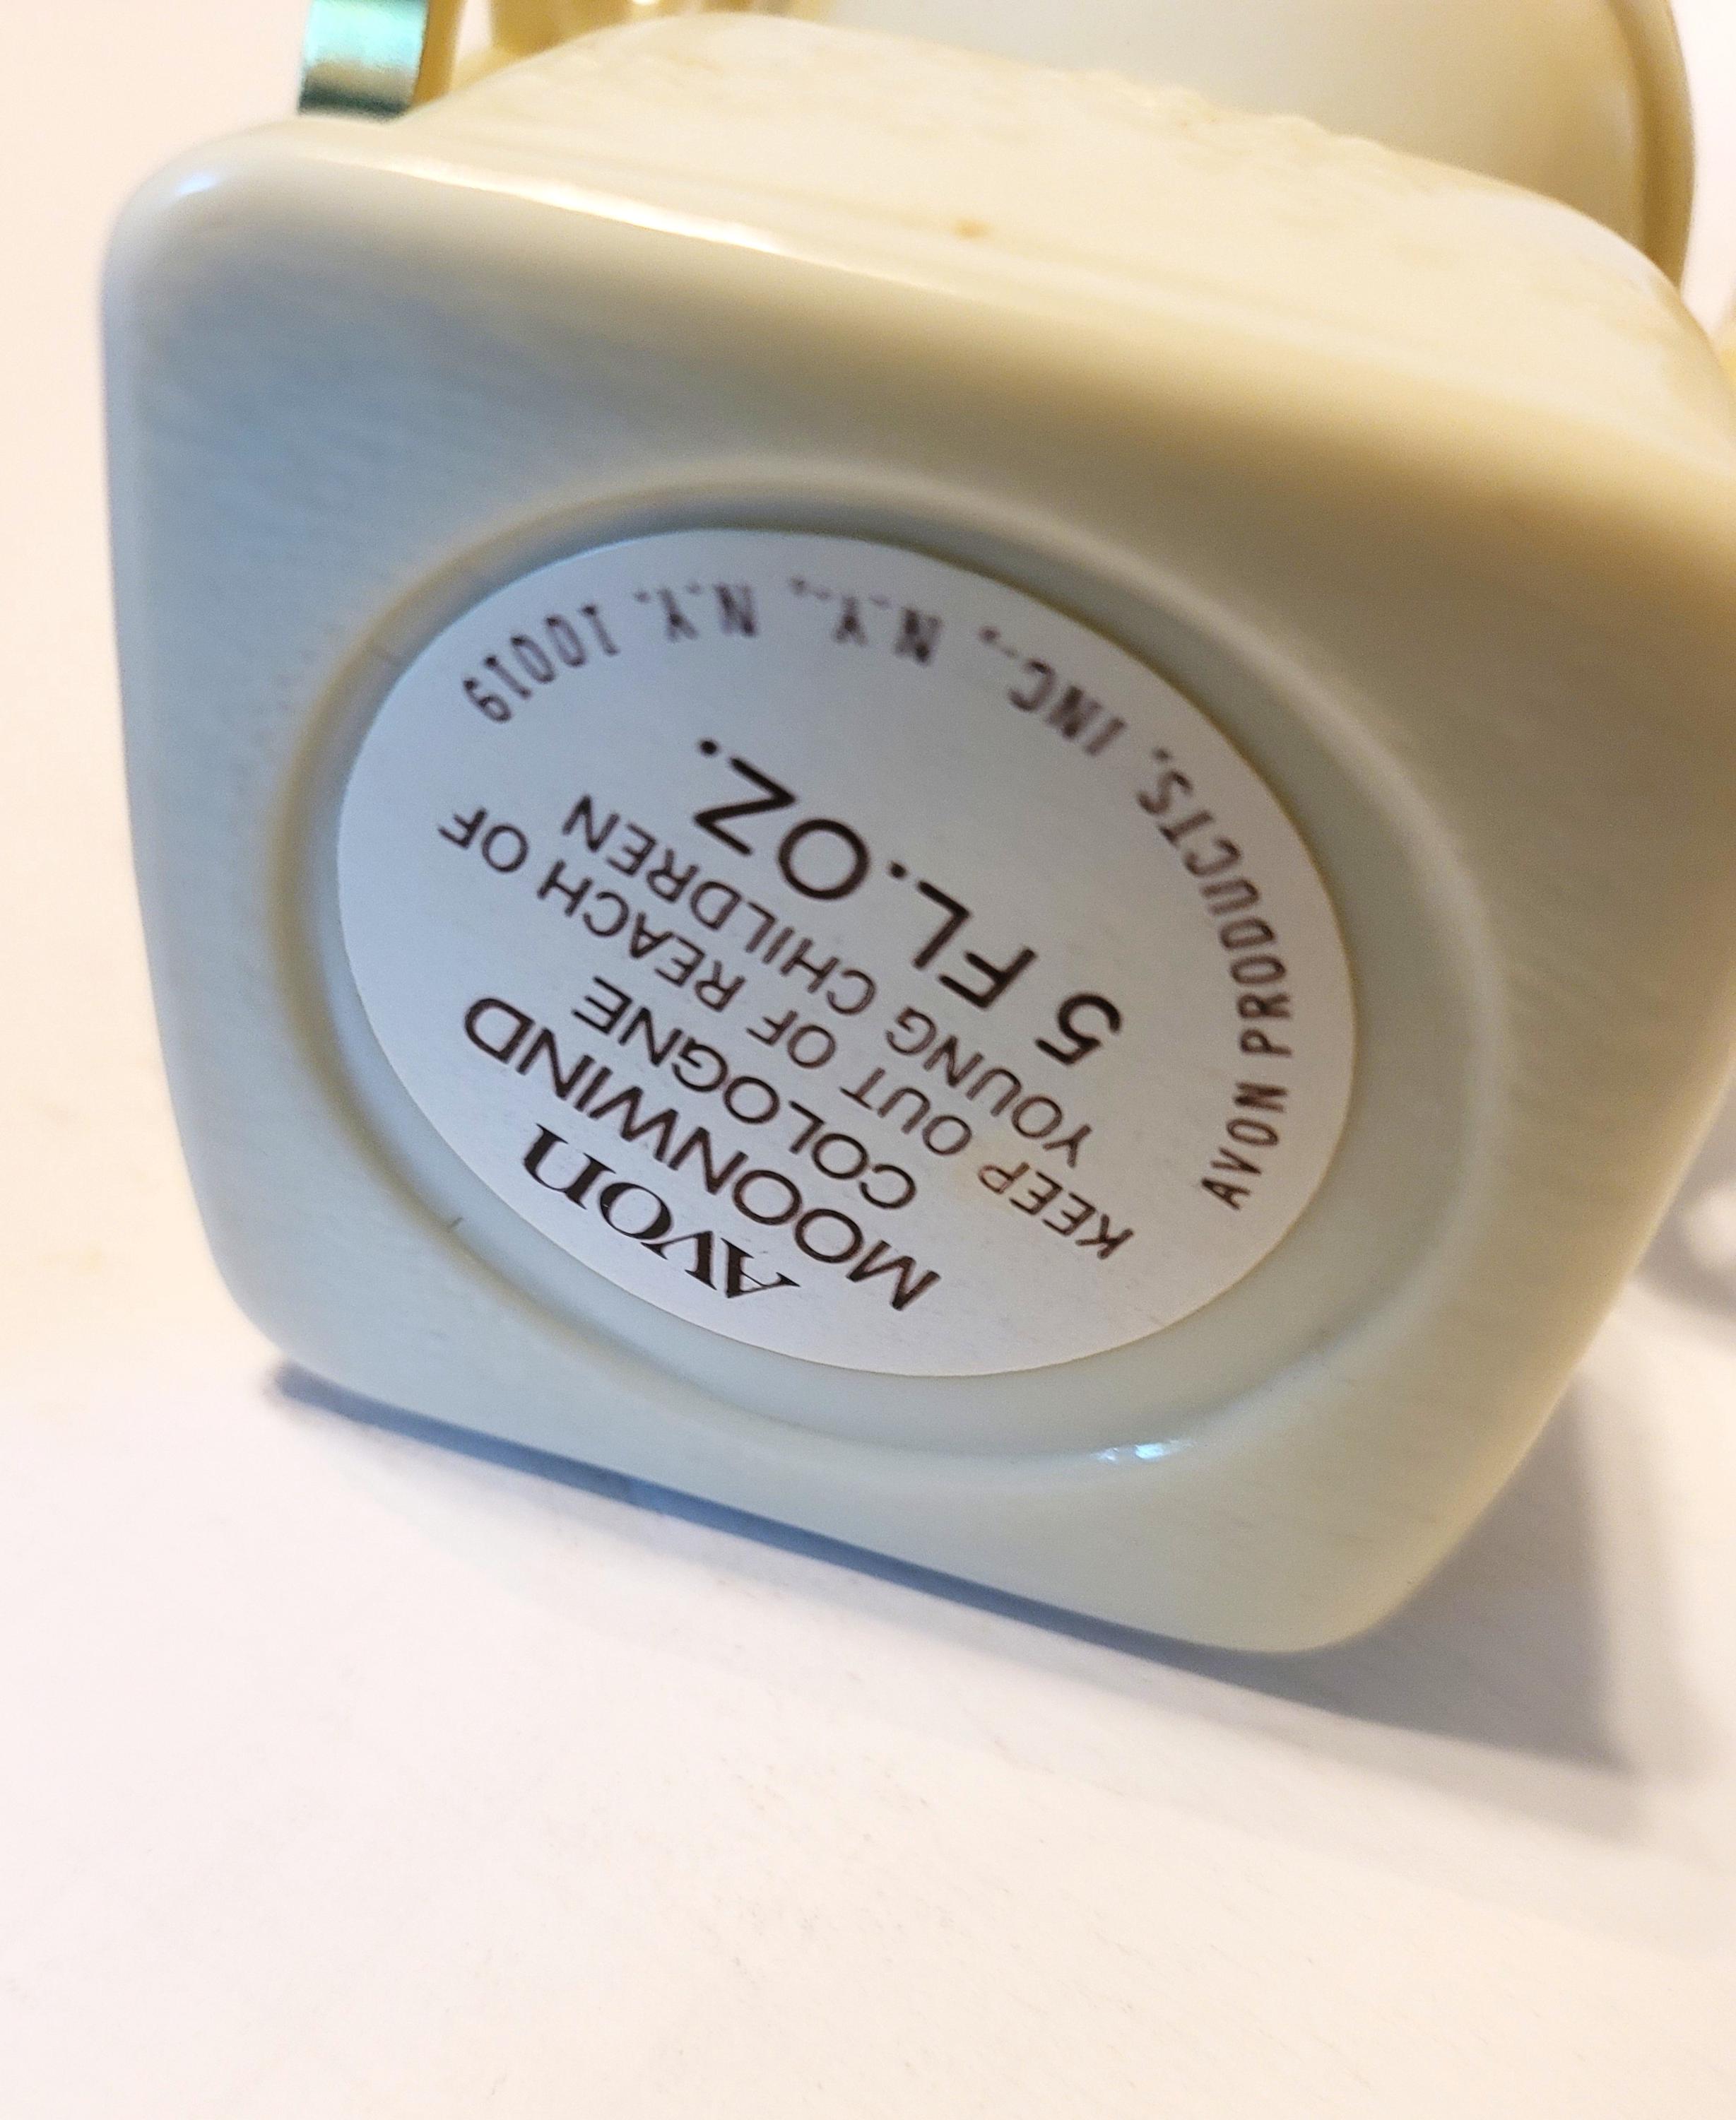 AVON
MOONWIND
COLOGNE
KEEP OUT OF REACH OF
YOUNG CHILDREN
5 FL. OZ.
AVON PRODUCTS, INC., N.Y., N.Y. 10019